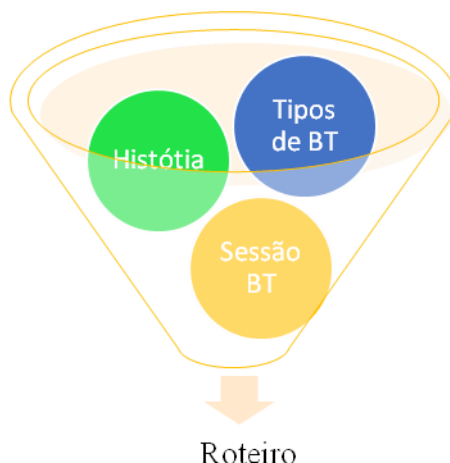 Tipos
de BT
Histótia
Sessão
BT
Roteiro